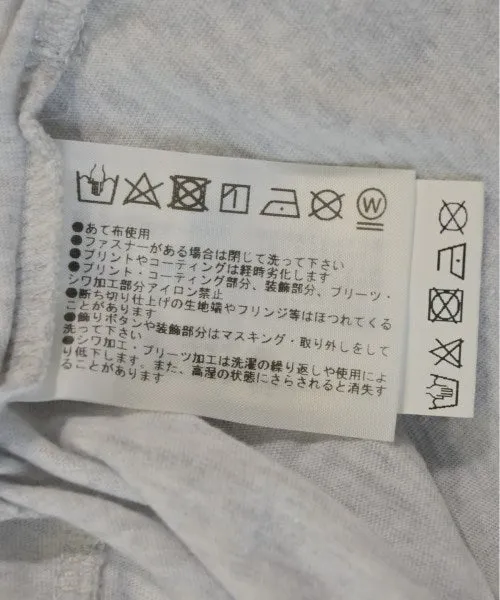 W
●あて布使用
●ファスナーがある場合は閉じて洗って下さい
●プリントやコーティングは経時劣化します
●プリント・コーティング部分、装飾部分、プリーツ・
シワ加工部分アイロン禁止
●断ち切り仕上げの生地端やフリンジ等はほつれてくる
ことがあります
●飾りボタンや装飾部分はマスキング・取り外しをして
洗って下さい
●シワ加工・プリーツ加工は洗濯の繰り返しや使用によ
り低下します。また、高湿の状態にさらされると消失す
ることがあります